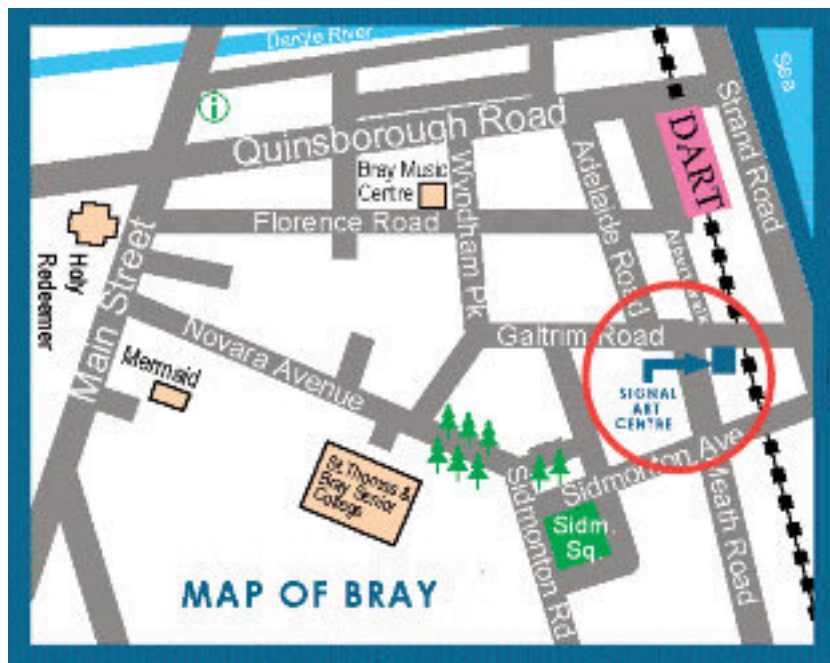 Dargle River
Sea
i
Quinsborough Road
DART
Strand Road
Bray Music
Centre
Wyndham Pk
Adelaide Road
Florence Road
Holy
Redeemer
Main Street
Novara Avenue
Galtrim Road
Mermaid
SIGNAL
ART
CENTRE
St. Thomas &
Bray Senior
College
Sidmonton Ave
Sidmonton Rd
Sidm.
Sq.
Meath Road
MAP OF BRAY